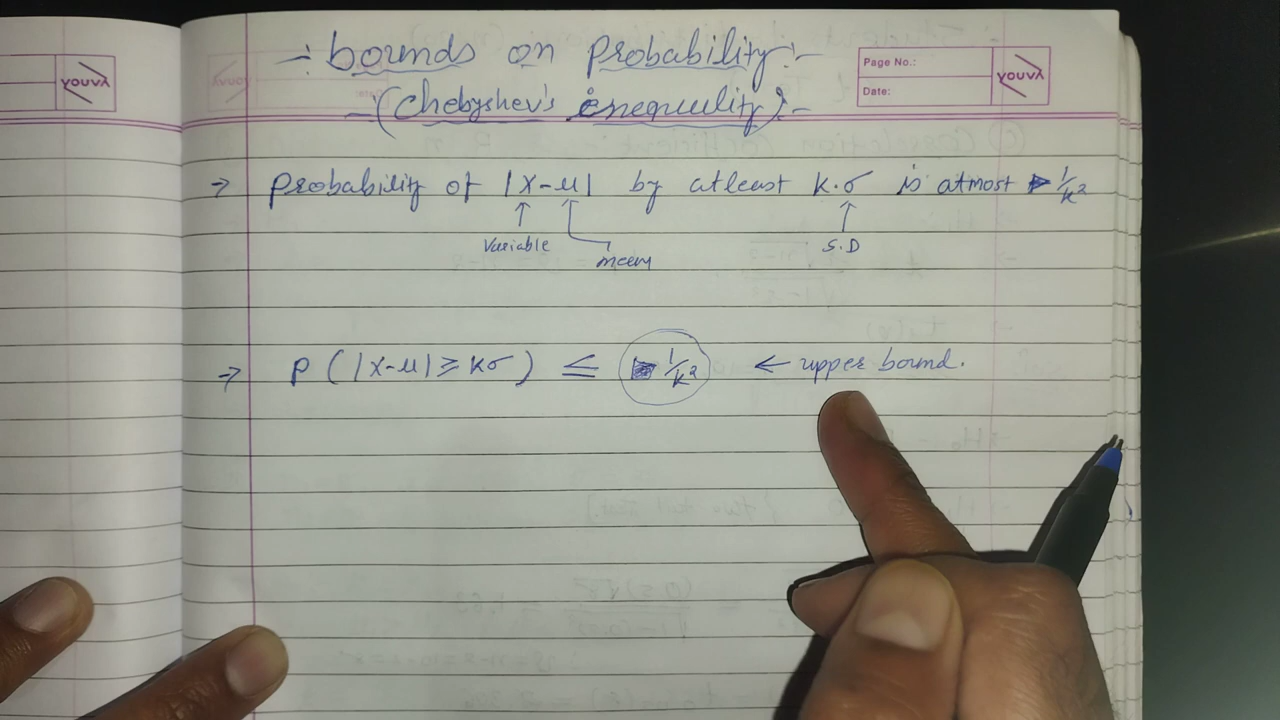 -: bounds on Probability :-
Page No.:
Date:
youva
youva
-(Chebyshev's inequality):-
→ Probability of |X-μ| by atleast k.σ is atmost 1/k²
Variable
mean
S.D
→ P ( |X-μ| ≥ kσ ) ≤ 1/k² ← upper bound.